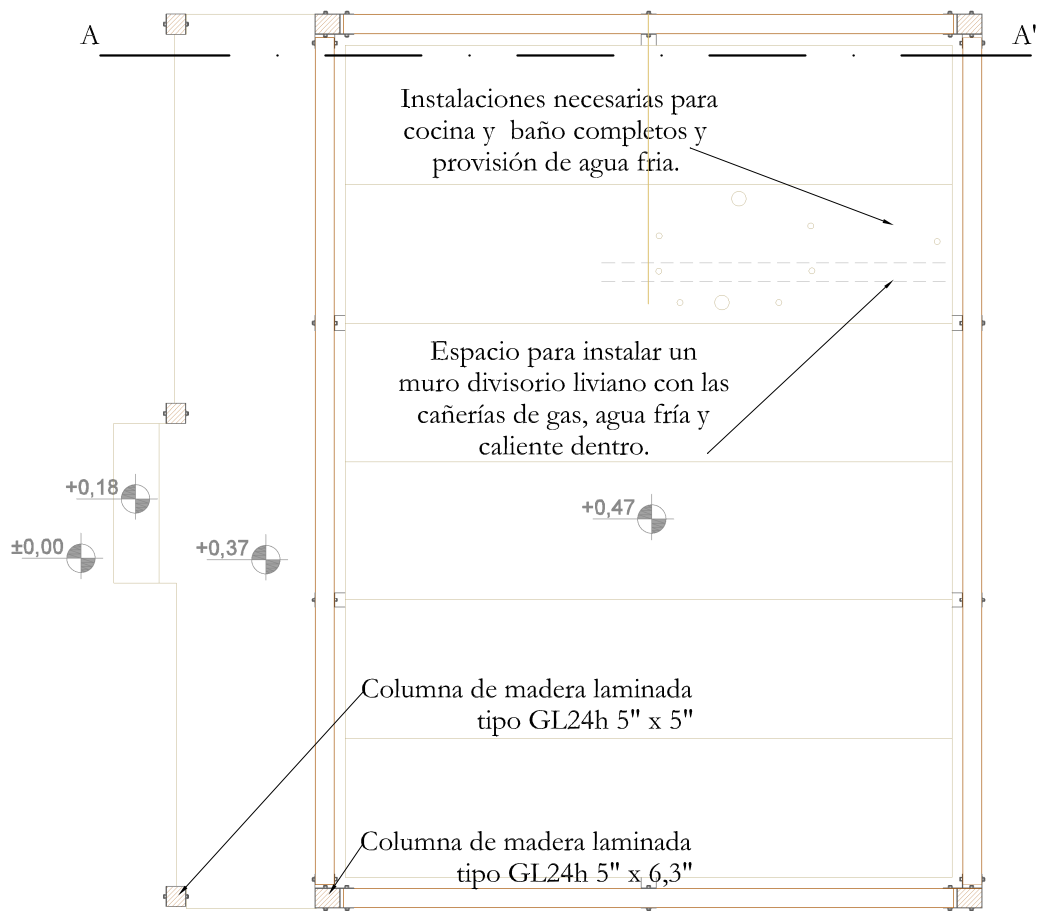 A
A'
Instalaciones necesarias para
cocina y baño completos y
provisión de agua fria.
Espacio para instalar un
muro divisorio liviano con las
cañerías de gas, agua fría y
caliente dentro.
+0,18
+0,47
±0,00
+0,37
Columna de madera laminada
tipo GL24h 5" x 5"
Columna de madera laminada
tipo GL24h 5" x 6,3"